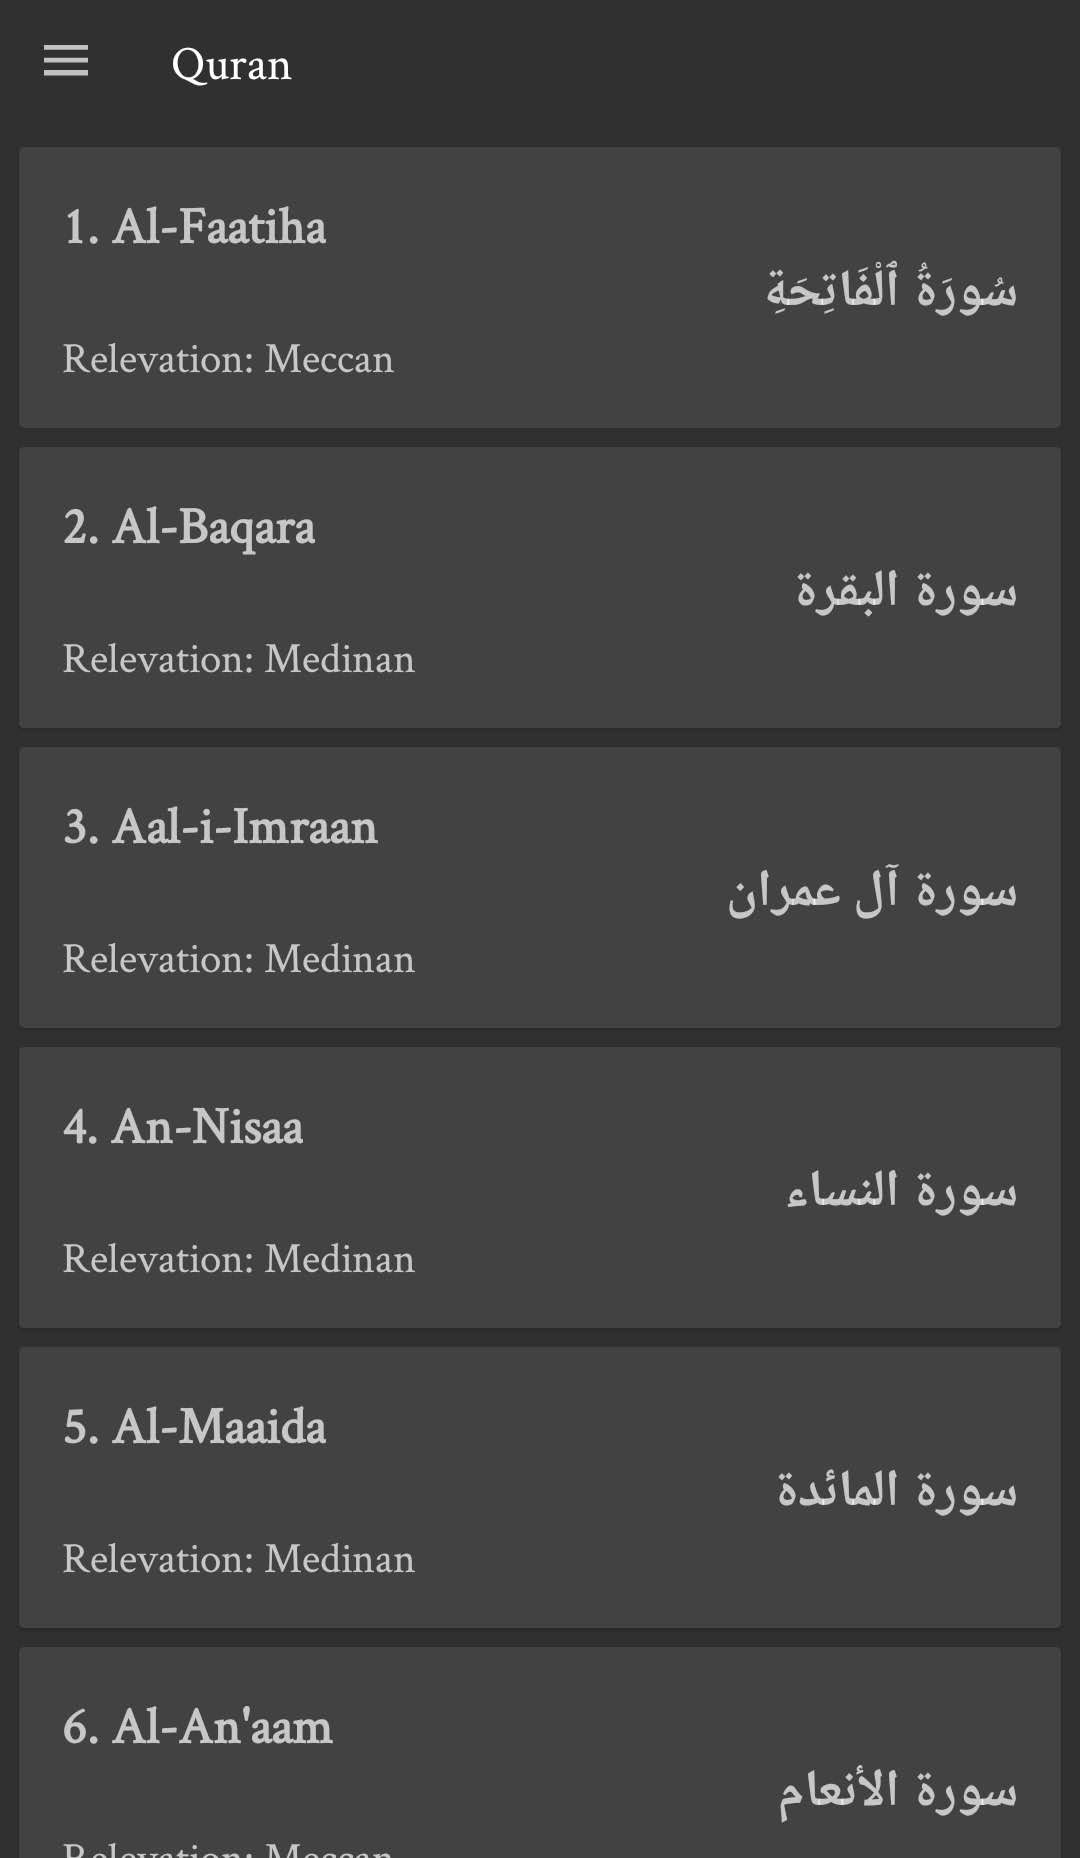 Quran
1. Al-Faatiha
سُورَةُ ٱلْفَاتِحَةِ
Relevation: Meccan
2. Al-Baqara
سورة البقرة
Relevation: Medinan
3. Aal-i-Imraan
سورة آل عمران
Relevation: Medinan
4. An-Nisaa
سورة النساء
Relevation: Medinan
5. Al-Maaida
سورة المائدة
Relevation: Medinan
6. Al-An'aam
سورة الأنعام
Relevation: Meccan